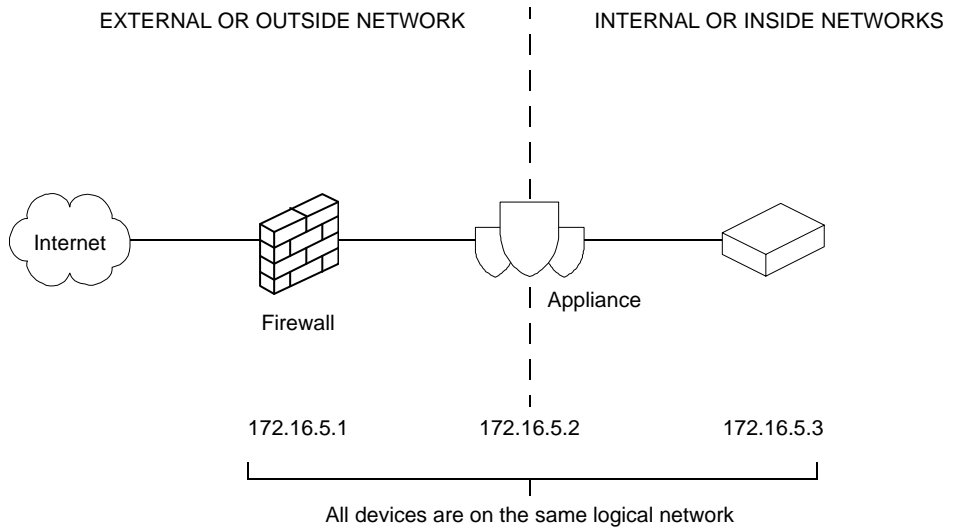 EXTERNAL OR OUTSIDE NETWORK
INTERNAL OR INSIDE NETWORKS
Internet
Appliance
Firewall
172.16.5.1
172.16.5.2
172.16.5.3
All devices are on the same logical network